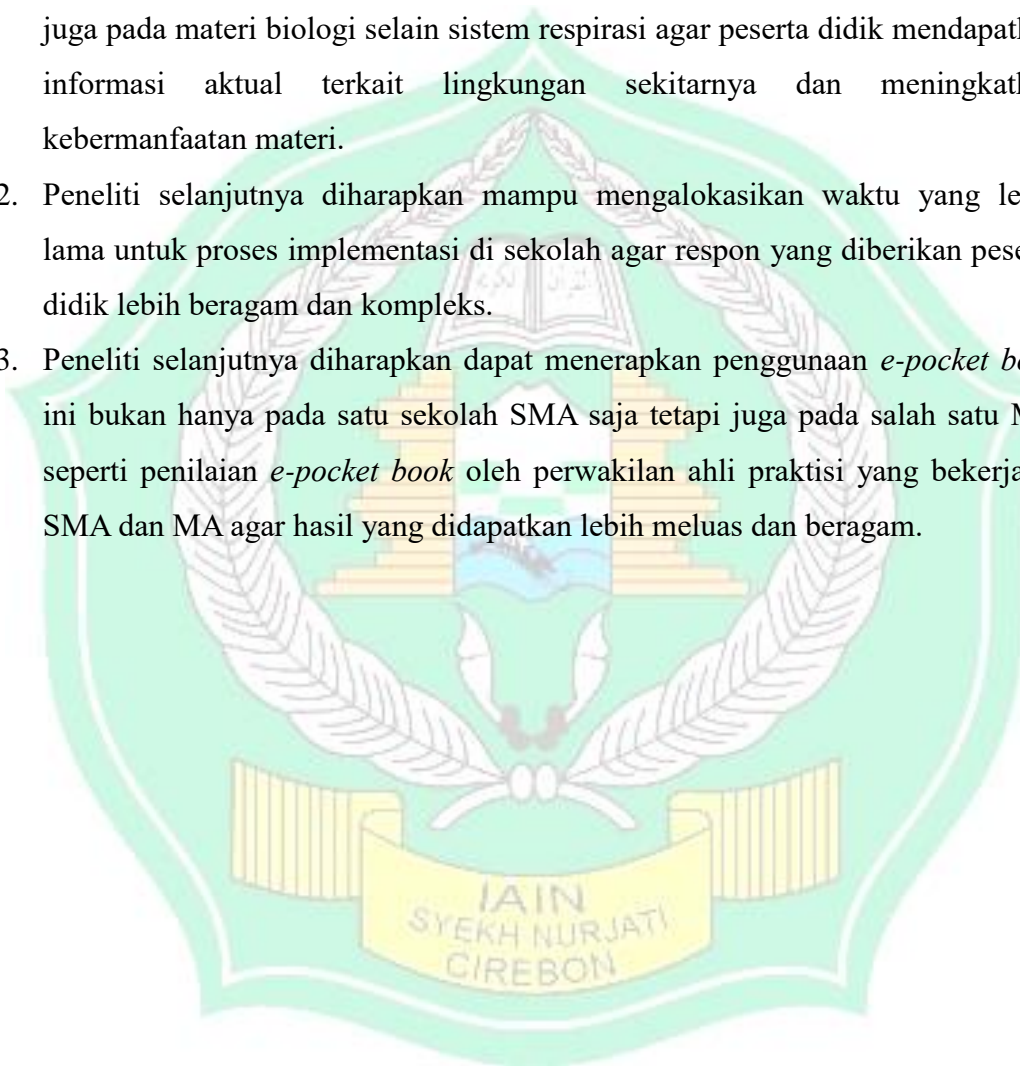 juga pada materi biologi selain sistem respirasi agar peserta didik mendapatk
informasi aktual terkait lingkungan sekitarnya dan meningkatk
kebermanfaatan materi.
2. Peneliti selanjutnya diharapkan mampu mengalokasikan waktu yang le
lama untuk proses implementasi di sekolah agar respon yang diberikan pese
didik lebih beragam dan kompleks.
3. Peneliti selanjutnya diharapkan dapat menerapkan penggunaan e-pocket bo
ini bukan hanya pada satu sekolah SMA saja tetapi juga pada salah satu M
seperti penilaian e-pocket book oleh perwakilan ahli praktisi yang bekerja
SMA dan MA agar hasil yang didapatkan lebih meluas dan beragam.
IAIN
SYEKH NURJATI
CIREBON